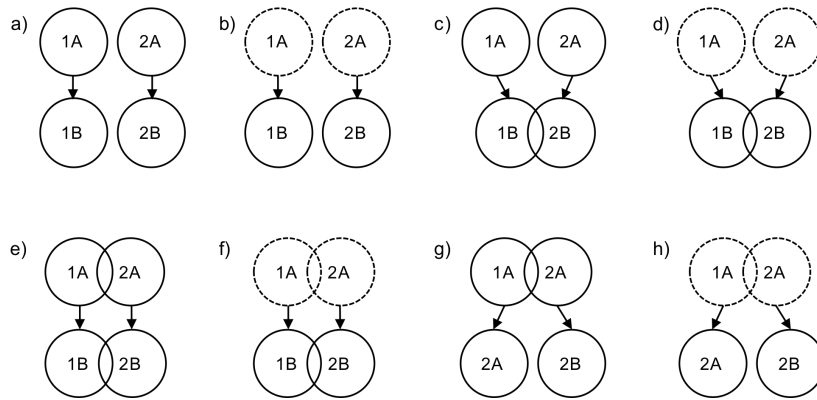 a) 1A 2A b) 1A 2A c) 1A 2A d) 1A 2A
1B 2B 1B 2B 1B 2B 1B 2B
e) 1A 2A f) 1A 2A g) 1A 2A h) 1A 2A
1B 2B 1B 2B 2A 2B 2A 2B